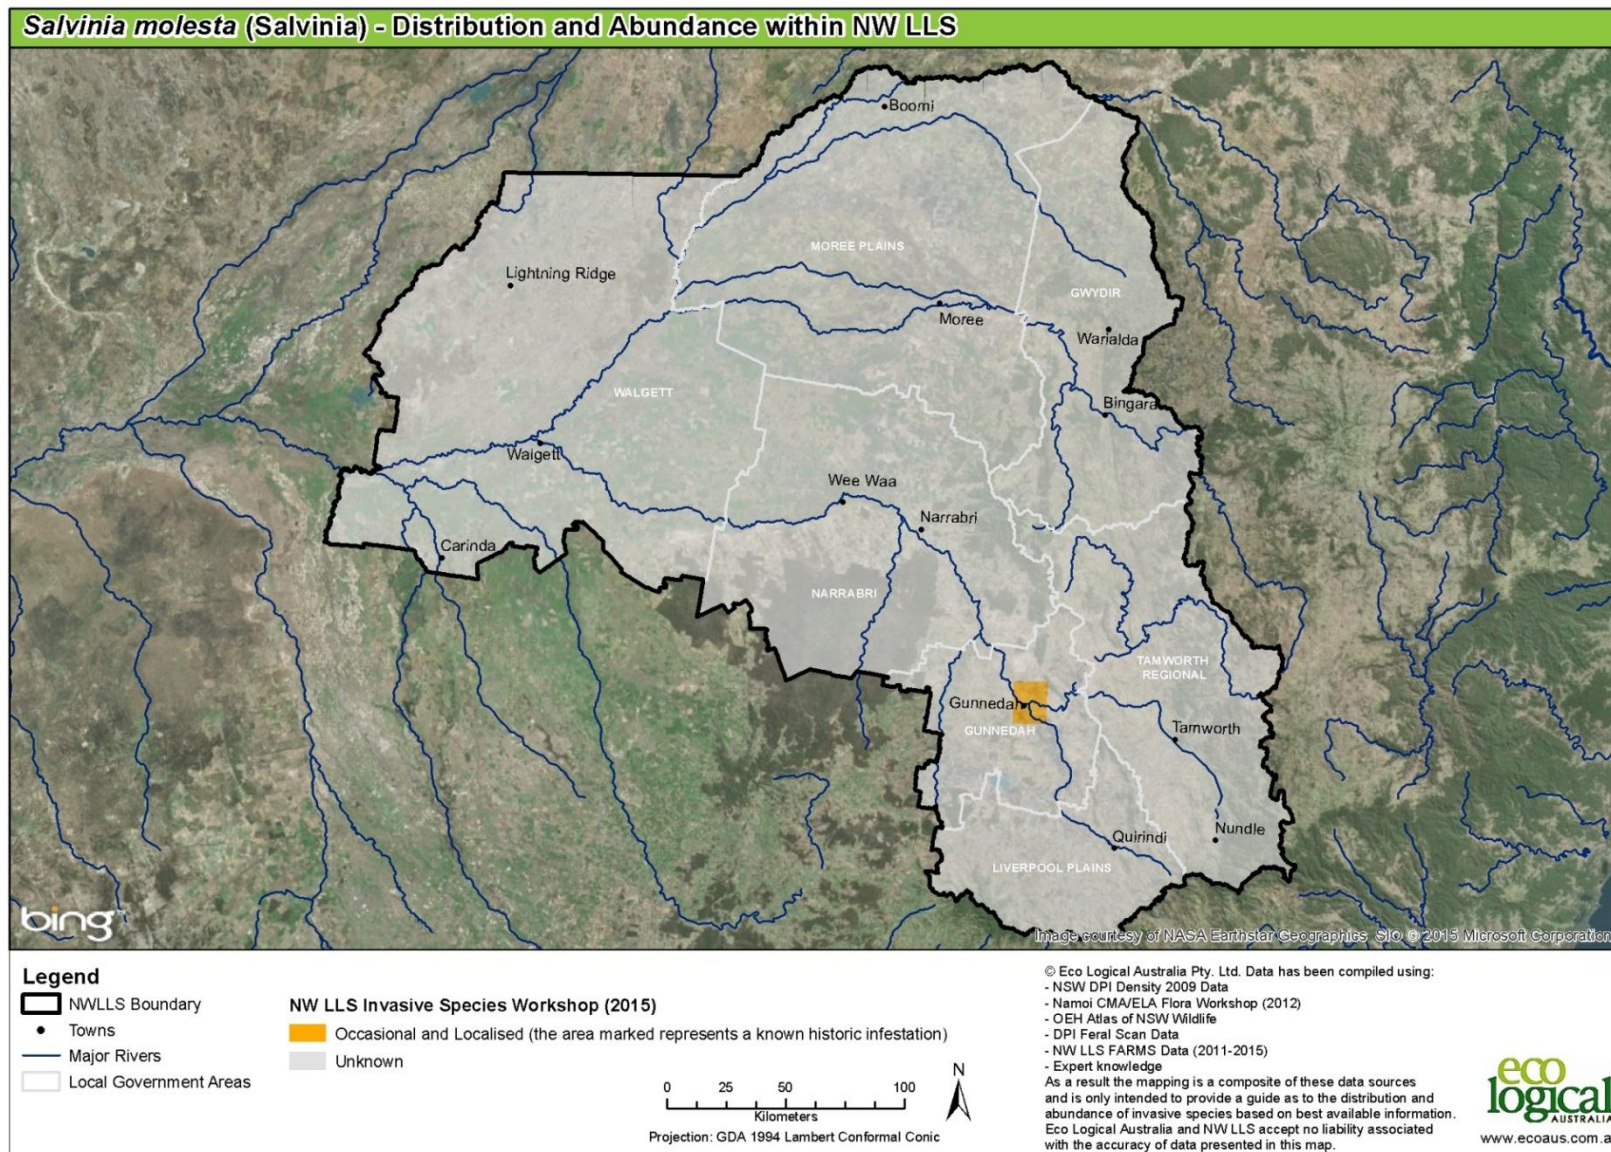 Salvinia molesta (Salvinia) - Distribution and Abundance within NW LLS
Boomi
MOREE PLAINS
Lightning Ridge
GWYDIR
Moree
Warialda
WALGETT
Bingara
Walgett
Wee Waa
Narrabri
Carinda
NARRABRI
TAMWORTH
REGIONAL
Gunnedah
GUNNEDAH
Tamworth
Quirindi
Nundle
LIVERPOOL PLAINS
bing
Image courtesy of NASA Earthstar Geographics SIO © 2015 Microsoft Corporation
Legend
NWLLS Boundary
Towns
Major Rivers
Local Government Areas
NW LLS Invasive Species Workshop (2015)
Occasional and Localised (the area marked represents a known historic infestation)
Unknown
0 25 50 100
Kilometers
Projection: GDA 1994 Lambert Conformal Conic
N
© Eco Logical Australia Pty. Ltd. Data has been compiled using:
- NSW DPI Density 2009 Data
- Namoi CMA/ELA Flora Workshop (2012)
- OEH Atlas of NSW Wildlife
- DPI Feral Scan Data
- NW LLS FARMS Data (2011-2015)
- Expert knowledge
As a result the mapping is a composite of these data sources
and is only intended to provide a guide as to the distribution and
abundance of invasive species based on best available information.
Eco Logical Australia and NW LLS accept no liability associated
with the accuracy of data presented in this map.
eco
logical
AUSTRALIA
www.ecoaus.com.a